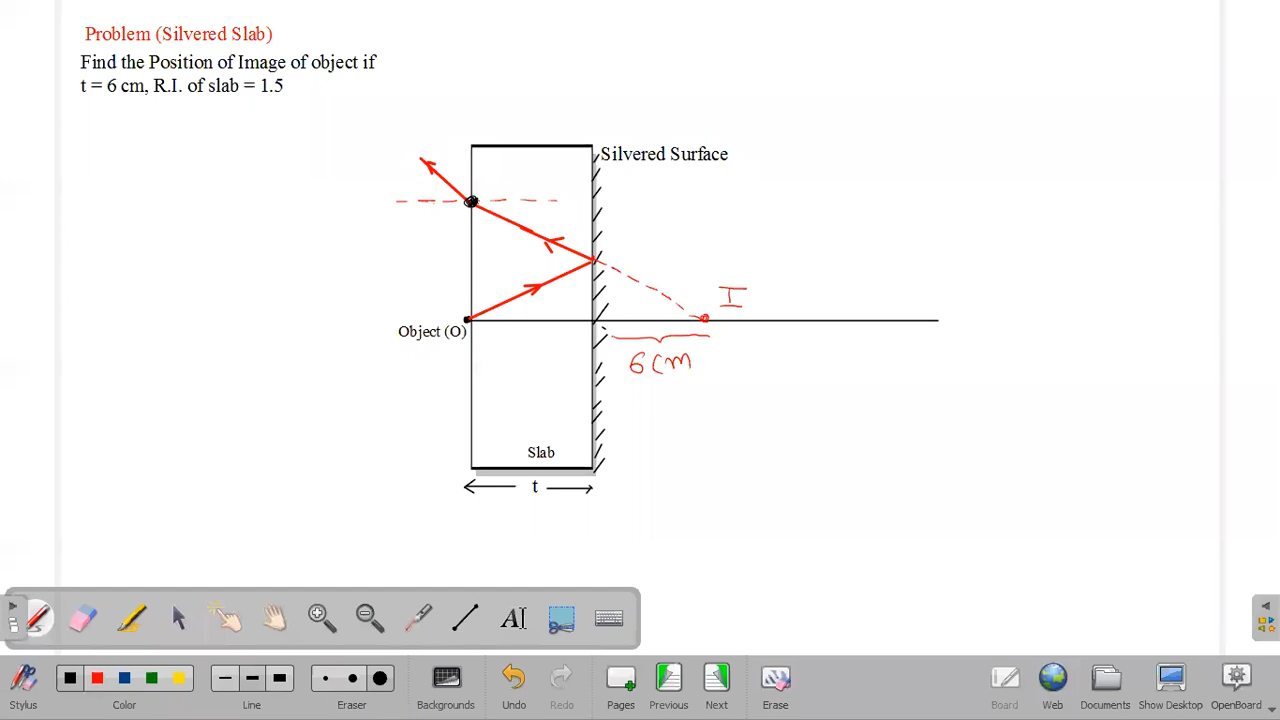 Problem (Silvered Slab)
Find the Position of Image of object if
t = 6 cm, R.I. of slab = 1.5
Silvered Surface
I
Object (O)
6cm
Slab
t
Stylus
Color
Line
Eraser
Backgrounds
Undo
Redo
Pages
Previous
Next
Erase
Board
Web
Documents
Show Desktop
OpenBoard